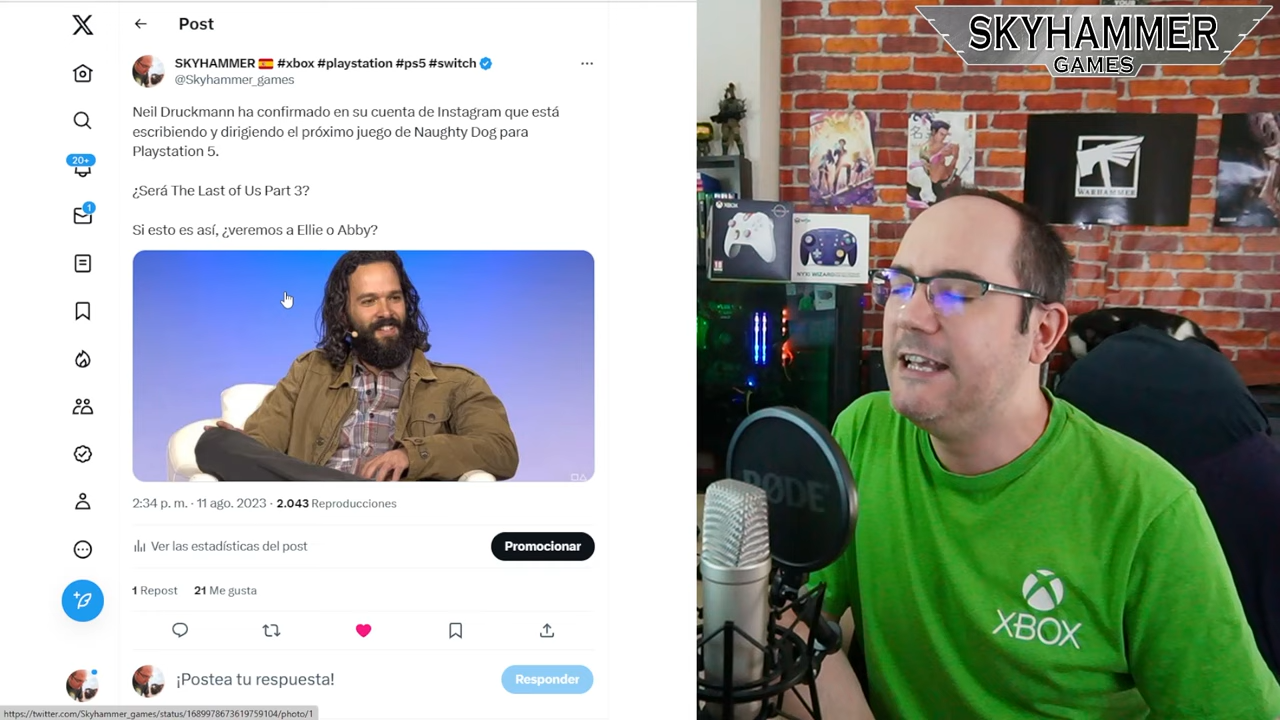 Post
SKYHAMMER 🇪🇸 #xbox #playstation #ps5 #switch
@Skyhammer_games
Neil Druckmann ha confirmado en su cuenta de Instagram que está
escribiendo y dirigiendo el próximo juego de Naughty Dog para
Playstation 5.
¿Será The Last of Us Part 3?
Si esto es así, ¿veremos a Ellie o Abby?
20+
1
2:34 p. m. · 11 ago. 2023 · 2.043 Reproducciones
Ver las estadísticas del post
Promocionar
1 Repost 21 Me gusta
¡Postea tu respuesta!
Responder
https://twitter.com/Skyhammer_games/status/1689978673619759104/photo/1
SKYHAMMER
GAMES
WARHAMMER
XBOX
NYXI WIZARD
RØDE
XBOX